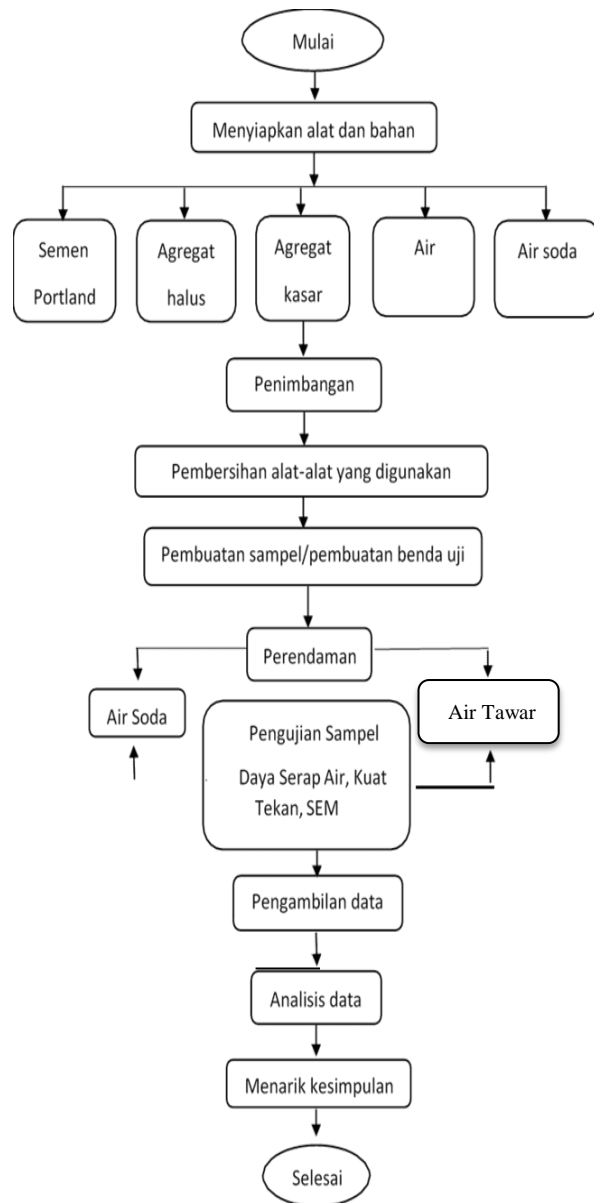 Mulai
Menyiapkan alat dan bahan
Semen
Portland
Agregat
halus
Agregat
kasar
Air
Air soda
Penimbangan
Pembersihan alat-alat yang digunakan
Pembuatan sampel/pembuatan benda uji
Perendaman
Air Soda
Air Tawar
Pengujian Sampel
Daya Serap Air, Kuat
Tekan, SEM
Pengambilan data
Analisis data
Menarik kesimpulan
Selesai